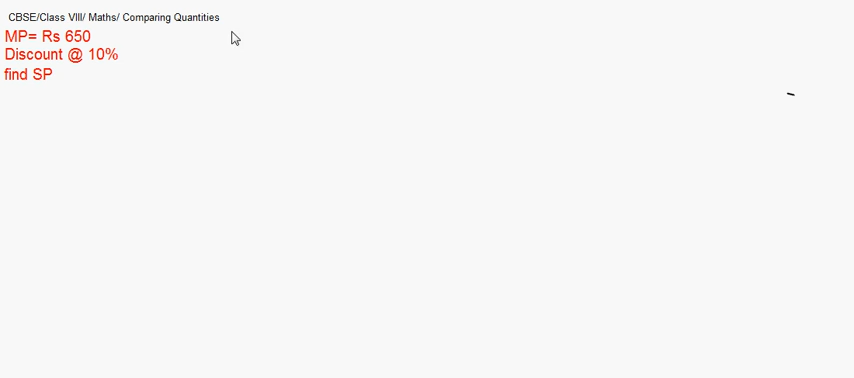 CBSE/Class VIII/ Maths/ Comparing Quantities
MP= Rs 650
Discount @ 10%
find SP